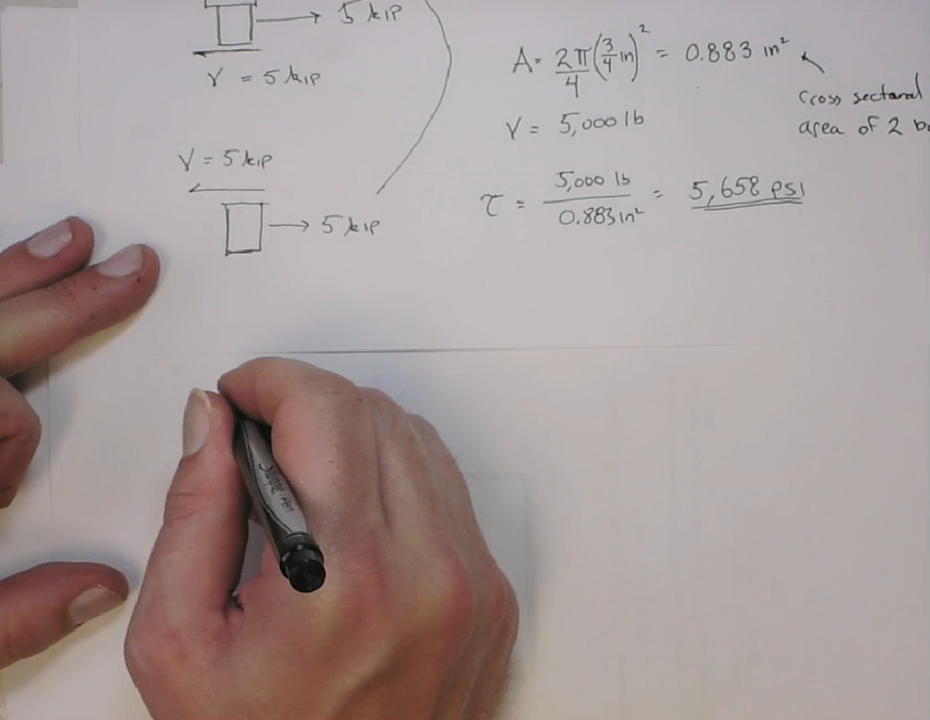 5 kip
V = 5 kip
V = 5 kip
5 kip
A = 2π/4 (3/4 in)² = 0.883 in²
cross sectional
area of 2
V = 5,000 lb
τ = 5,000 lb / 0.883 in² = 5,658 psi